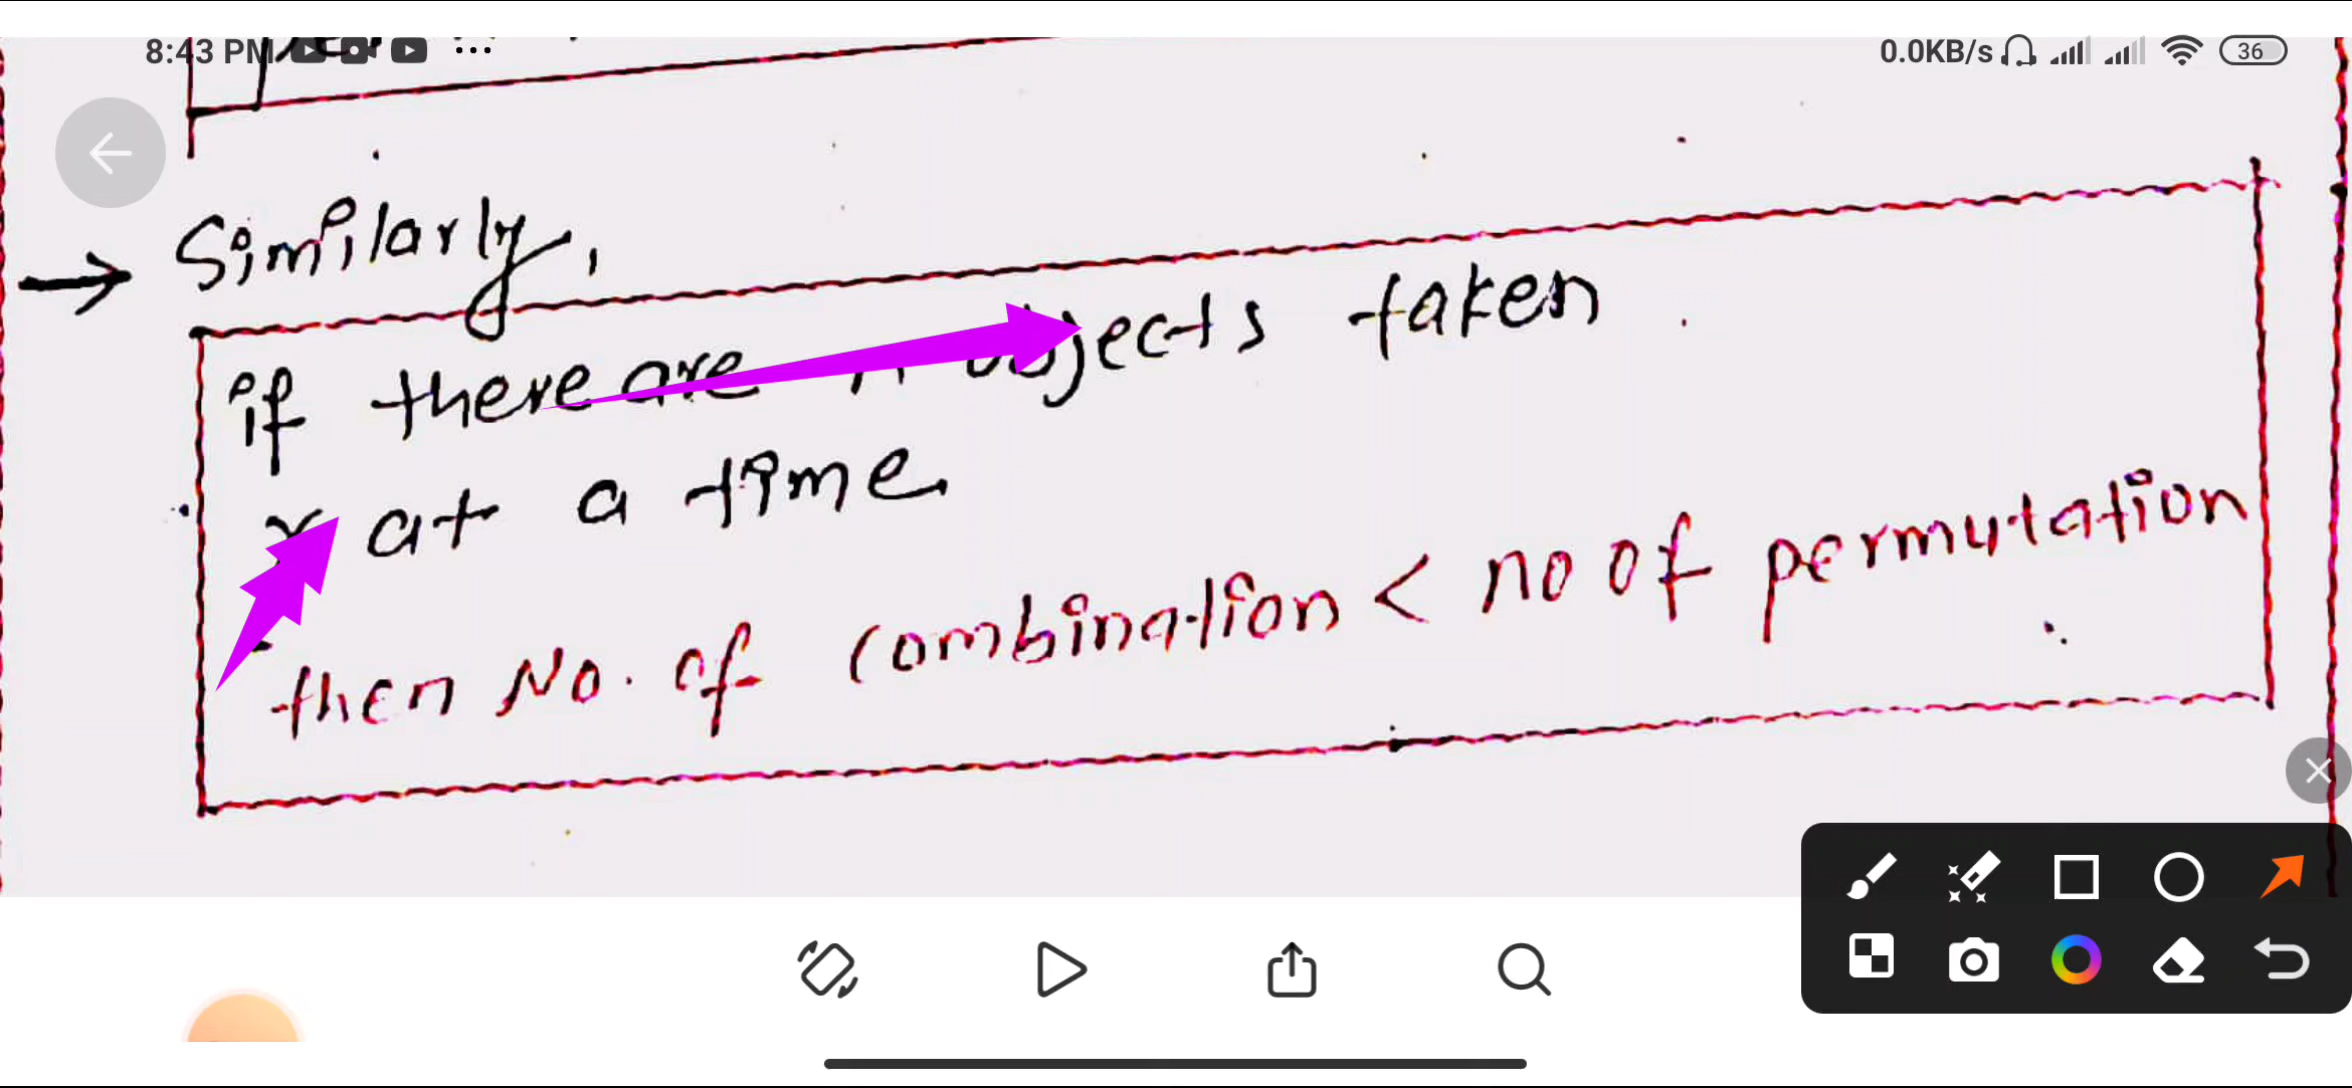 8:43 PM ... 0.0KB/s 36
→ Similarly,
if there are n objects taken
r at a time
then No. of combination < no of permutation